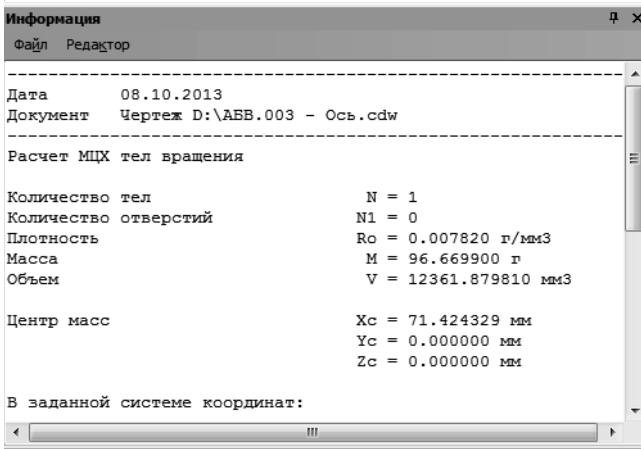 Информация
Файл Редактор
Дата 08.10.2013
Документ Чертеж D:\АБВ.003 - Ось.cdw
Расчет МЦХ тел вращения
Количество тел N = 1
Количество отверстий N1 = 0
Плотность Ro = 0.007820 г/мм3
Масса M = 96.669900 г
Объем V = 12361.879810 мм3
Центр масс Xc = 71.424329 мм
Yc = 0.000000 мм
Zc = 0.000000 мм
В заданной системе координат: